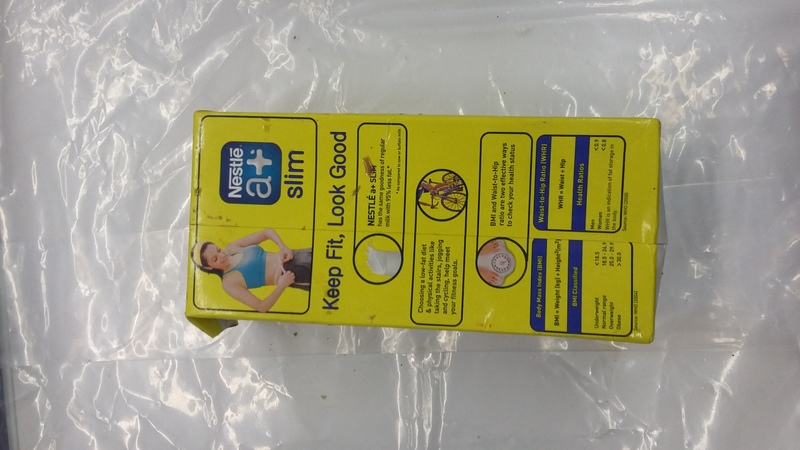 Nestlé
a+
slim
Keep Fit, Look Good
NESTLÉ a+ SLIM
has the same goodness of regular
milk with 95% less fat.*
* As compared to cow or buffalo milk
Choosing a low-fat diet
& physical activities like
taking the stairs, jogging
and cycling, help meet
your fitness goals.
BMI and Waist-to-Hip
ratio are two effective ways
to check your health status
Body Mass Index (BMI)
BMI = Weight (kg) ÷ Height²(m²)
BMI Classified
Underweight < 18.5
Normal range 18.5 - 24.9
Overweight 25.0 - 29.9
Obese > 30.0
Source: WHO (2004)
Waist-to-Hip Ratio (WHR)
WHR = Waist ÷ Hip
Health Ratios
Men < 0.9
Women < 0.8
WHR is an indication of fat storage in
the body.
Source: WHO (2008)